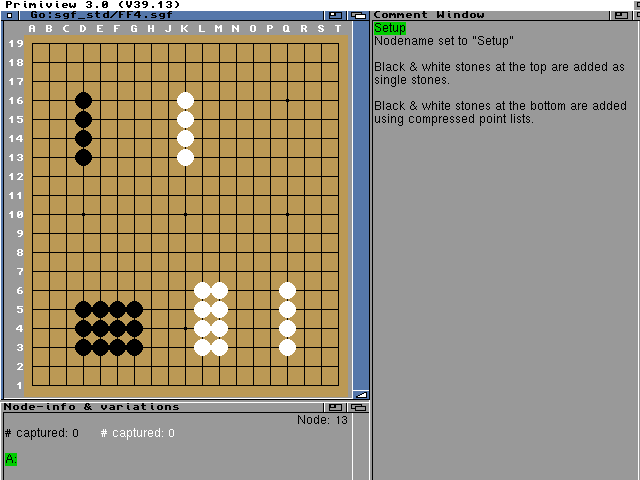 Primiview 3.0 (V39.13)
Go:sgf_std/FF4.sgf
Comment Window
A B C D E F G H J K L M N O P Q R S T
19
18
17
16
15
14
13
12
11
10
9
8
7
6
5
4
3
2
1
Setup
Nodename set to "Setup"
Black & white stones at the top are added as
single stones.
Black & white stones at the bottom are added
using compressed point lists.
Node-info & variations
Node: 13
# captured: 0 # captured: 0
A: